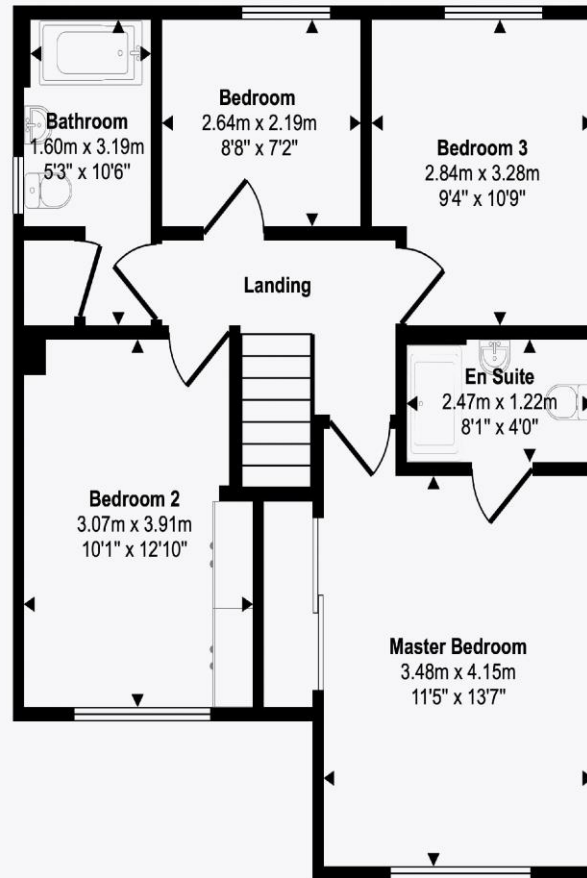 Bathroom
1.60m x 3.19m
5'3" x 10'6"
Bedroom
2.64m x 2.19m
8'8" x 7'2"
Bedroom 3
2.84m x 3.28m
9'4" x 10'9"
Landing
En Suite
2.47m x 1.22m
8'1" x 4'0"
Bedroom 2
3.07m x 3.91m
10'1" x 12'10"
Master Bedroom
3.48m x 4.15m
11'5" x 13'7"